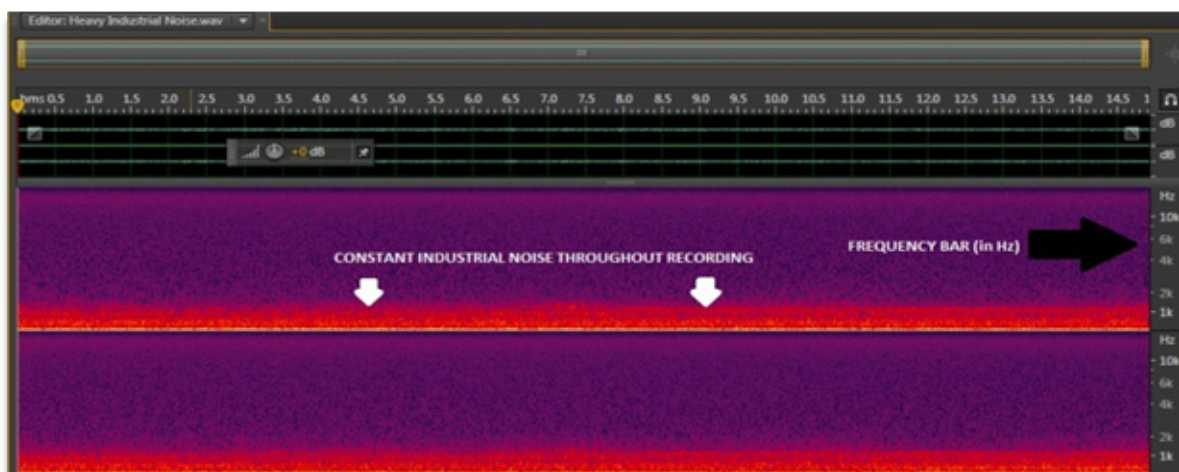 Editor: Heavy Industrial Noise.wav
hms 0.5 1.0 1.5 2.0 2.5 3.0 3.5 4.0 4.5 5.0 5.5 6.0 6.5 7.0 7.5 8.0 8.5 9.0 9.5 10.0 10.5 11.0 11.5 12.0 12.5 13.0 13.5 14.0 14.5 1
dB
+0 dB
dB
Hz
10k
FREQUENCY BAR (in Hz)
6k
CONSTANT INDUSTRIAL NOISE THROUGHOUT RECORDING
4k
2k
1k
Hz
10k
6k
4k
2k
1k